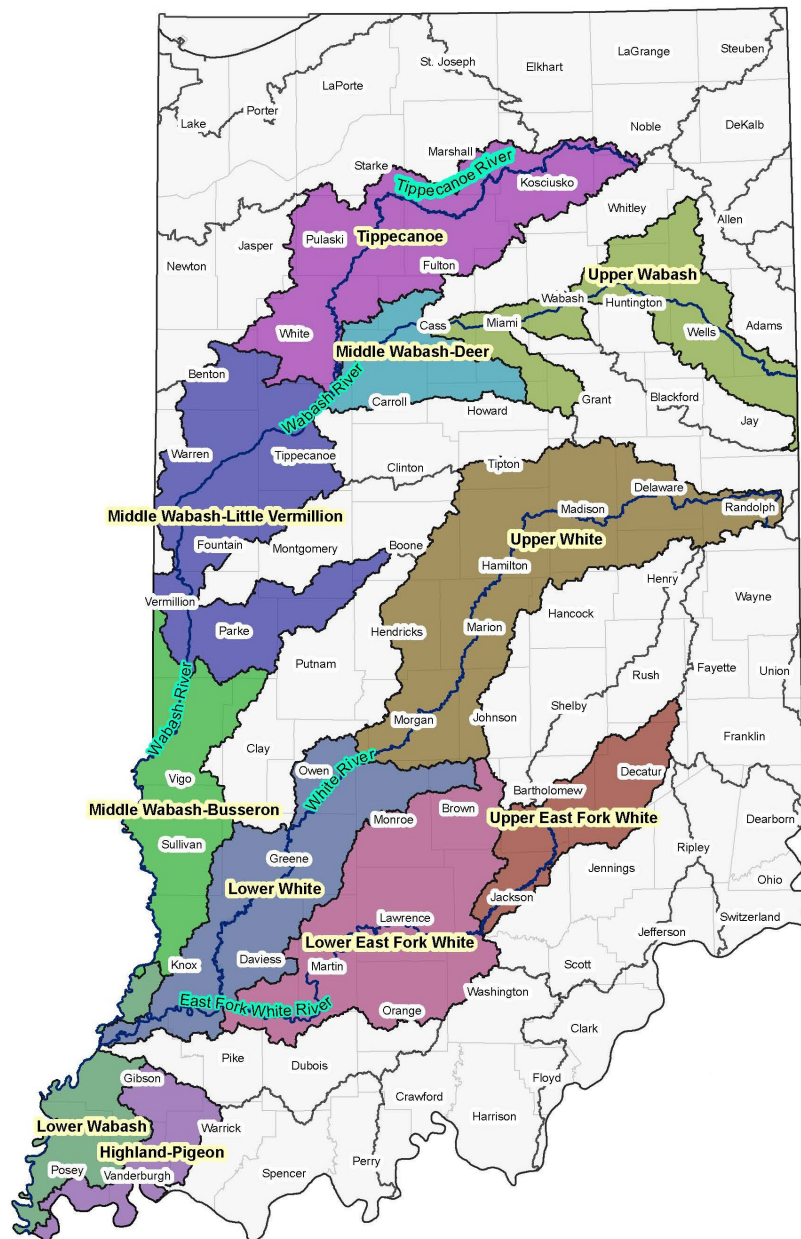 Steuben
LaGrange
Elkhart
St. Joseph
LaPorte
Porter
Lake
Noble
DeKalb
Marshall
Starke
Tippecanoe River
Kosciusko
Whitley
Allen
Jasper
Pulaski
Tippecanoe
Newton
Fulton
Upper Wabash
Wabash
Huntington
Cass
Miami
Adams
White
Wells
Middle Wabash-Deer
Benton
Wabash River
Carroll
Howard
Grant
Blackford
Jay
Warren
Tippecanoe
Clinton
Tipton
Delaware
Madison
Randolph
Middle Wabash-Little Vermillion
Upper White
Fountain
Montgomery
Boone
Hamilton
Henry
Vermillion
Wayne
Hancock
Parke
Hendricks
Marion
Putnam
Rush
Fayette
Union
Wabash River
Shelby
Morgan
Johnson
Franklin
Clay
Owen
White River
Vigo
Decatur
Bartholomew
Middle Wabash-Busseron
Brown
Monroe
Upper East Fork White
Dearborn
Sullivan
Ripley
Greene
Jennings
Ohio
Lower White
Jackson
Lawrence
Switzerland
Jefferson
Lower East Fork White
Daviess
Knox
Martin
Scott
Washington
East Fork White River
Orange
Clark
Pike
Dubois
Gibson
Floyd
Crawford
Harrison
Lower Wabash
Warrick
Highland-Pigeon
Perry
Posey
Vanderburgh
Spencer